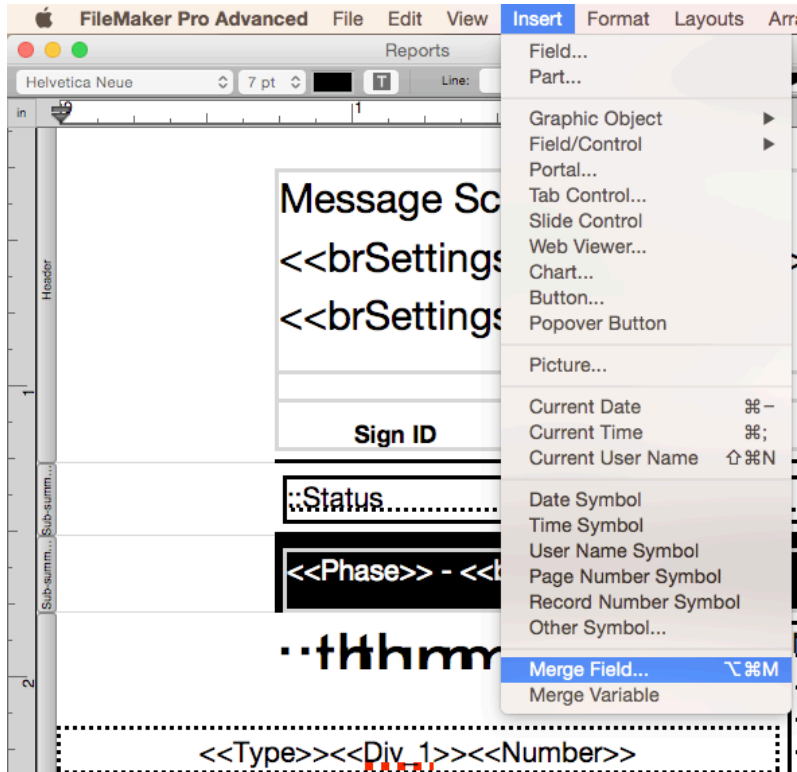 FileMaker Pro Advanced File Edit View Insert Format Layouts
Reports
Helvetica Neue 7 pt Line:
in 1
Header
Message Sc
<<brSettings
<<brSettings
1
Sign ID
Sub-summ...
::Status
Sub-summ...
<<Phase>> - <<b
2
<<Type>><<Div_1>><<Number>>
Field...
Part...
Graphic Object ▶
Field/Control ▶
Portal...
Tab Control...
Slide Control
Web Viewer...
Chart...
Button...
Popover Button
Picture...
Current Date ⌘–
Current Time ⌘;
Current User Name ⇧⌘N
Date Symbol
Time Symbol
User Name Symbol
Page Number Symbol
Record Number Symbol
Other Symbol...
Merge Field... ⌥⌘M
Merge Variable